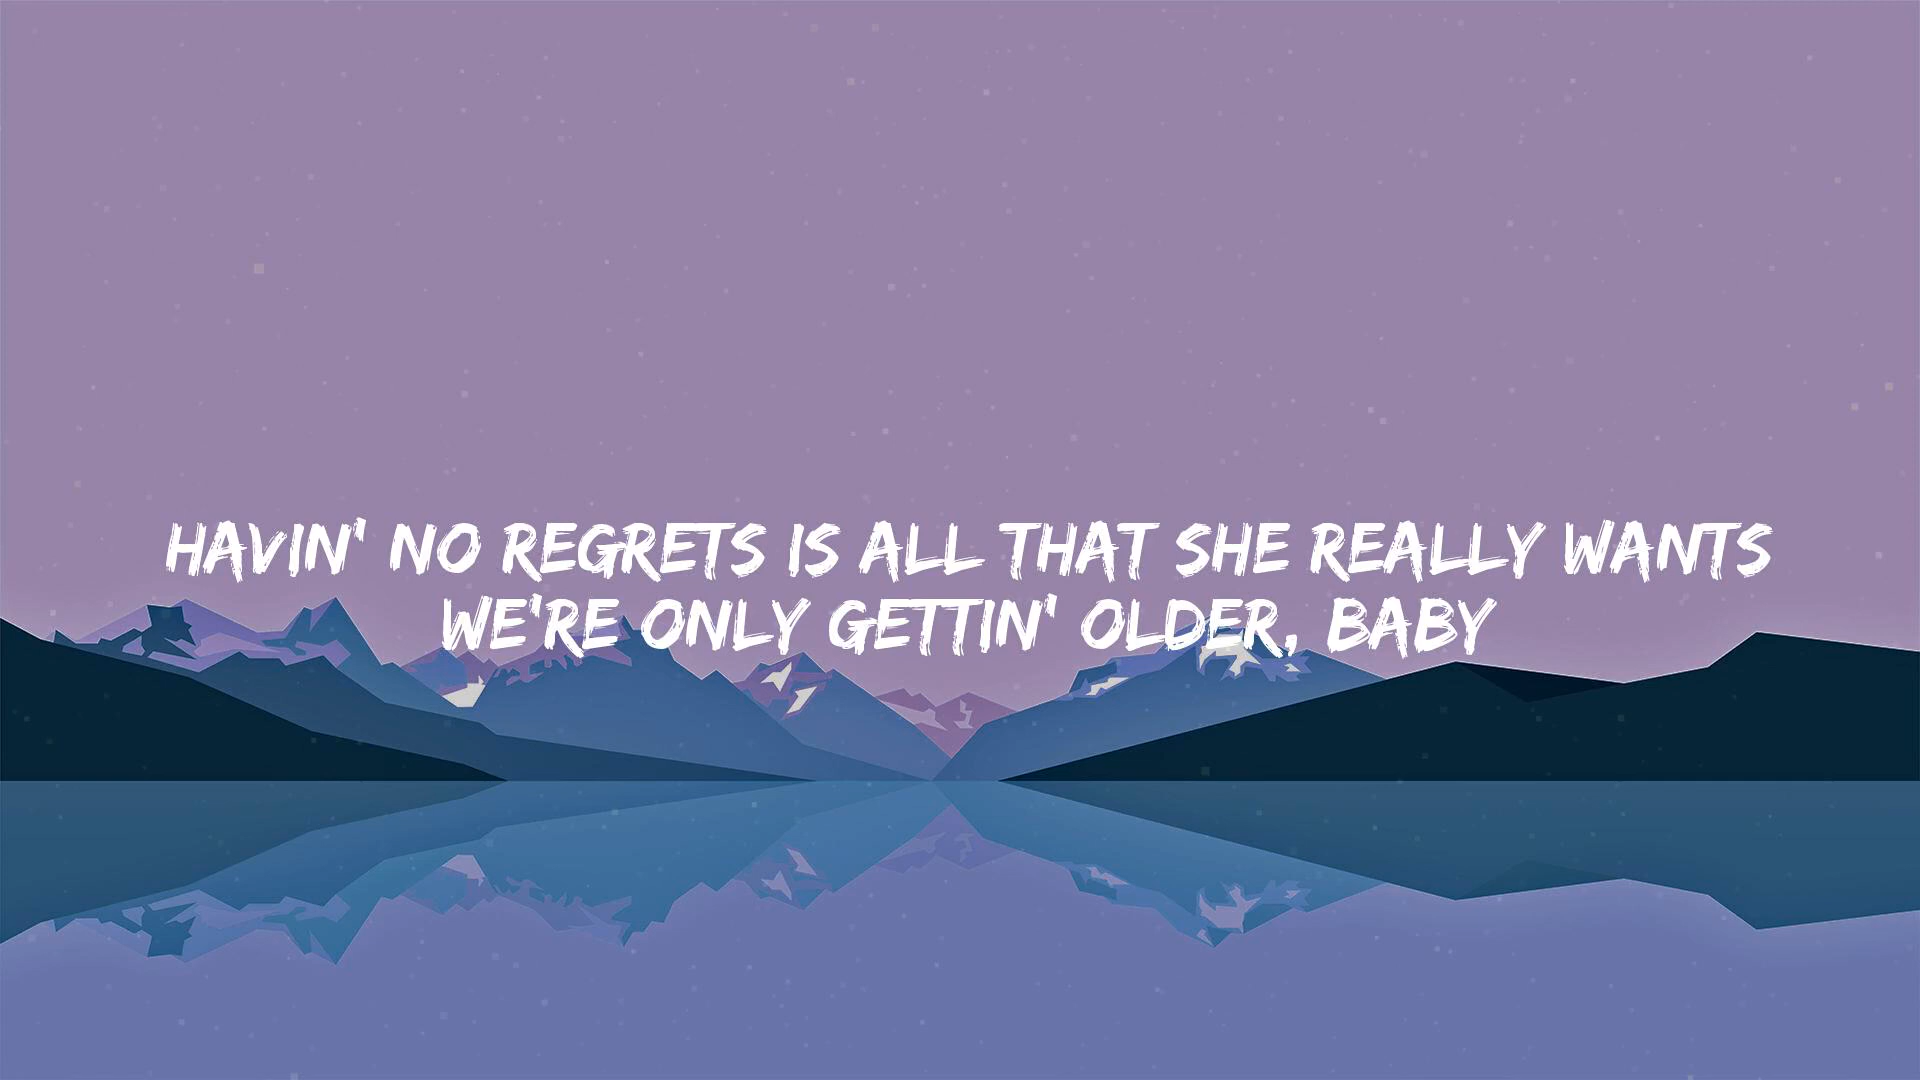 HAVIN' NO REGRETS IS ALL THAT SHE REALLY WANTS
WE'RE ONLY GETTIN' OLDER, BABY